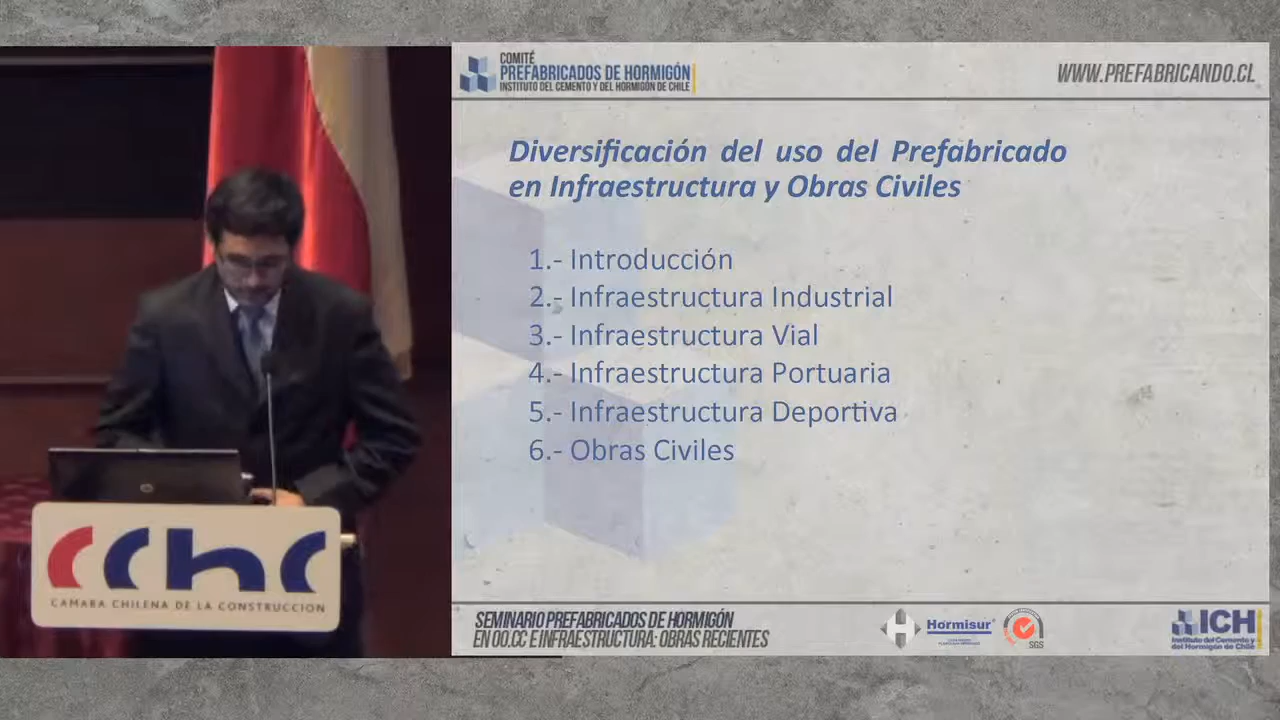 COMITÉ
PREFABRICADOS DE HORMIGÓN
INSTITUTO DEL CEMENTO Y DEL HORMIGÓN DE CHILE
WWW.PREFABRICANDO.CL
Diversificación del uso del Prefabricado
en Infraestructura y Obras Civiles
1.- Introducción
2.- Infraestructura Industrial
3.- Infraestructura Vial
4.- Infraestructura Portuaria
5.- Infraestructura Deportiva
6.- Obras Civiles
CChC
CAMARA CHILENA DE LA CONSTRUCCION
SEMINARIO PREFABRICADOS DE HORMIGÓN
EN OO.CC E INFRAESTRUCTURA: OBRAS RECIENTES
H
Hormisur
SGS
ICH
Instituto del Cemento y
del Hormigón de Chile